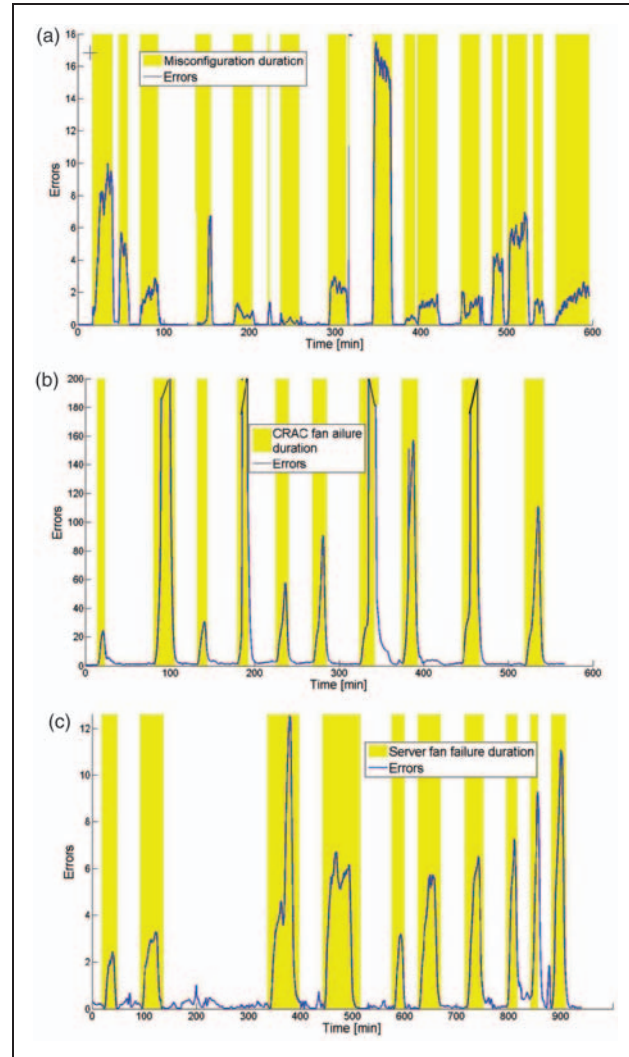 (a)
18
16
14
12
10
8
6
4
2
0
Errors
Misconfiguration duration
Errors
0 100 200 300 400 500 600
Time [min]
(b)
200
180
160
140
120
100
80
60
40
20
0
Errors
CRAC fan ailure
duration
Errors
0 100 200 300 400 500 600
Time [min]
(c)
12
10
8
6
4
2
0
Errors
Server fan failure duration
Errors
0 100 200 300 400 500 600 700 800 900
Time [min]